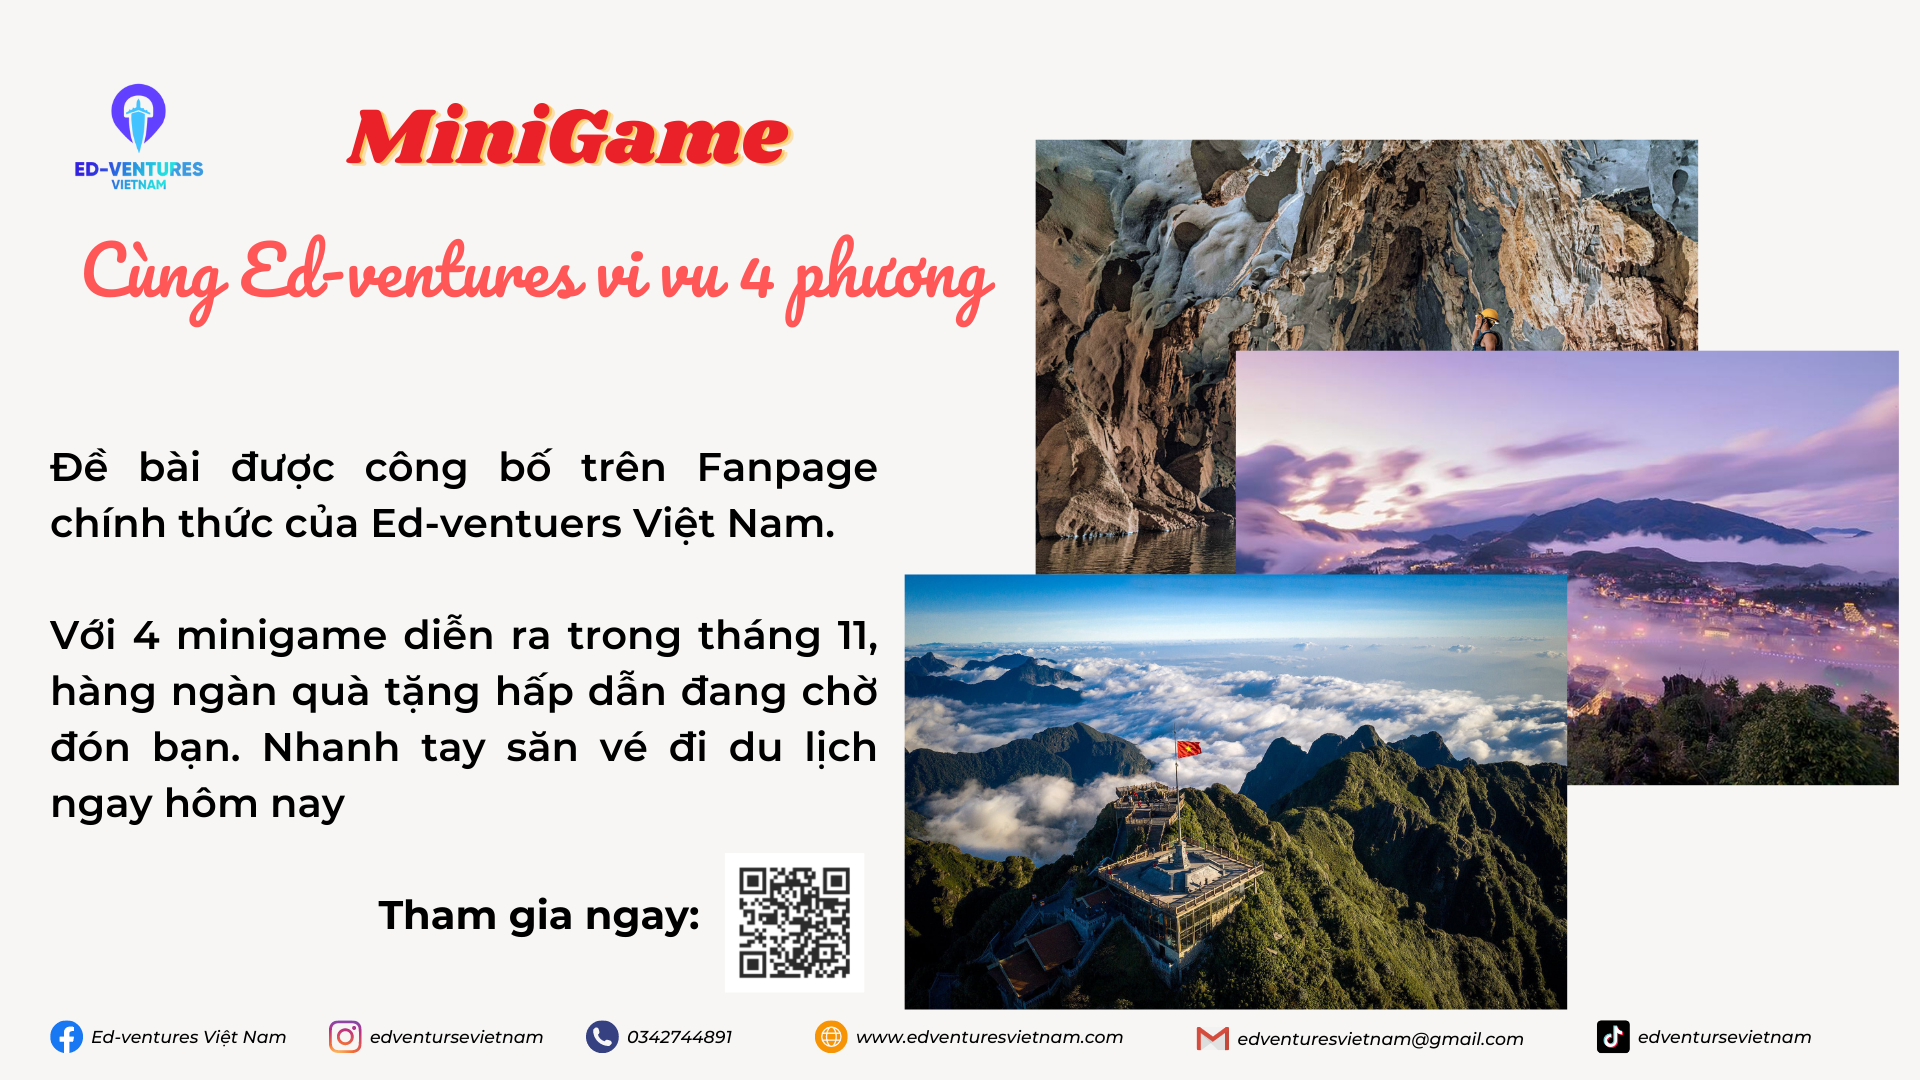 ED-VENTURES
VIETNAM
MiniGame
Cùng Ed-ventures vi vu 4 phương
Đề bài được công bố trên Fanpage
chính thức của Ed-ventuers Việt Nam.
Với 4 minigame diễn ra trong tháng 11,
hàng ngàn quà tặng hấp dẫn đang chờ
đón bạn. Nhanh tay săn vé đi du lịch
ngay hôm nay
Tham gia ngay:
Ed-ventures Việt Nam
edventursevietnam
0342744891
www.edventuresvietnam.com
edventuresvietnam@gmail.com
edventursevietnam